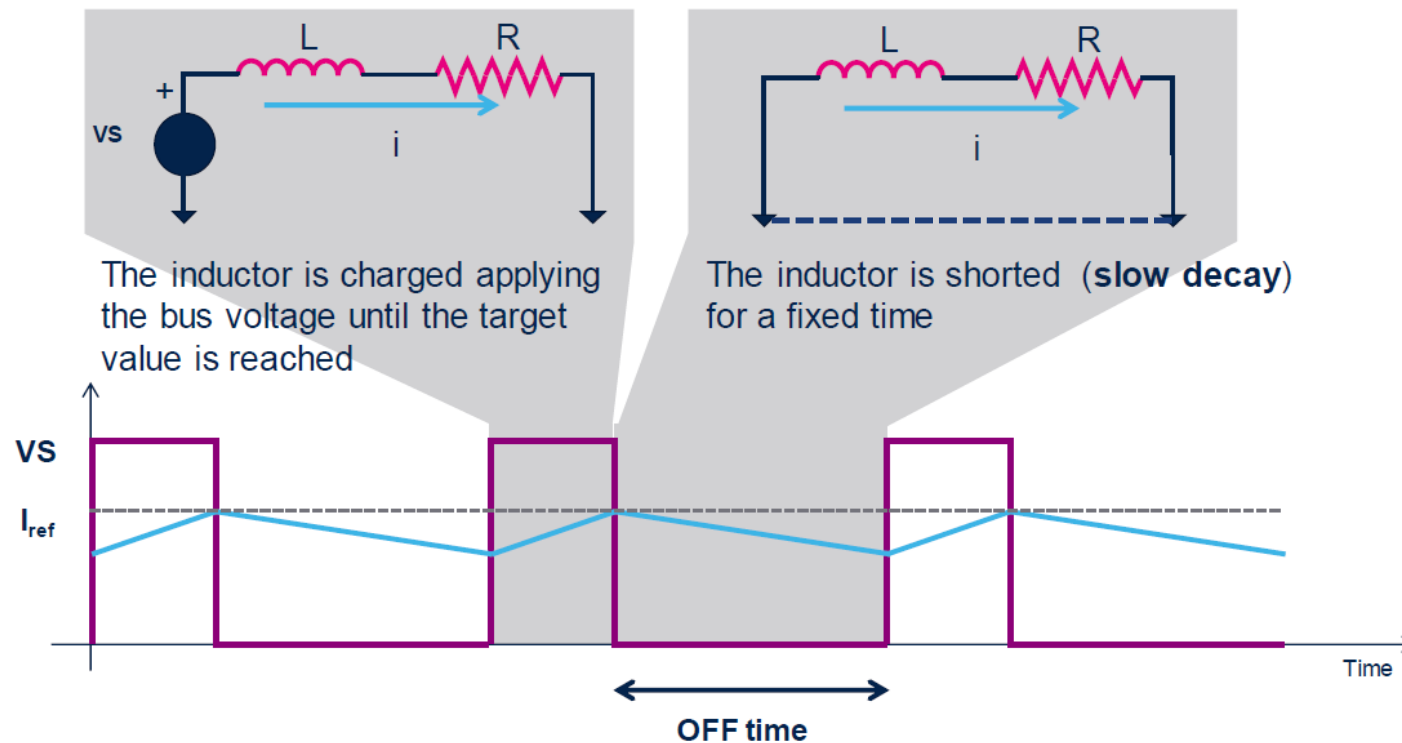 L R
+
vs
i
The inductor is charged applying
the bus voltage until the target
value is reached
L R
i
The inductor is shorted (slow decay)
for a fixed time
VS
Iref
Time
OFF time